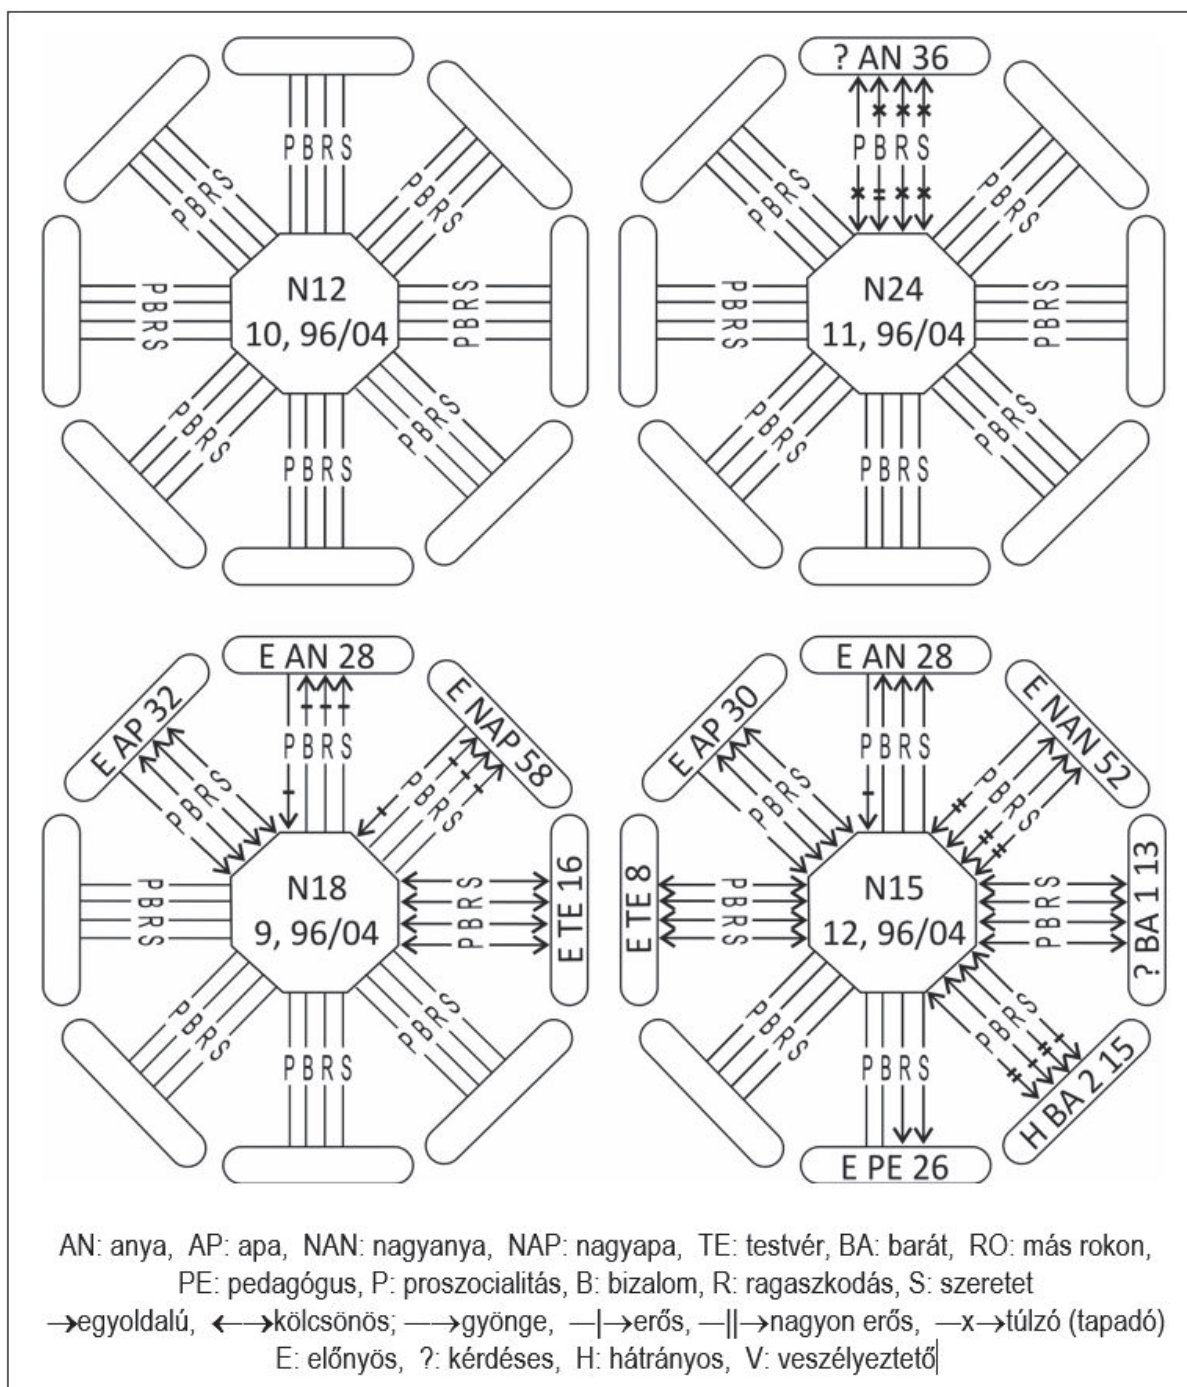 P B R S
P B R S
P B R S
P B R S
N12
10, 96/04
P B R S
P B R S
P B R S
P B R S
? AN 36
P B R S
P B R S
P B R S
P B R S
N24
11, 96/04
P B R S
P B R S
P B R S
P B R S
E AN 28
E AP 32
E NAP 58
P B R S
P B R S
P B R S
P B R S
N18
9, 96/04
P B R S
E TE 16
P B R S
P B R S
P B R S
E AN 28
E AP 30
E NAN 52
P B R S
P B R S
P B R S
E TE 8
P B R S
N15
12, 96/04
P B R S
? BA 1 13
P B R S
P B R S
P B R S
H BA 2 15
E PE 26
AN: anya, AP: apa, NAN: nagyanya, NAP: nagyapa, TE: testvér, BA: barát, RO: más rokon,
PE: pedagógus, P: proszocialitás, B: bizalom, R: ragaszkodás, S: szeretet
→egyoldalú, ←→kölcsönös; —→gyönge, —|→erős, —||→nagyon erős, —x→túlzó (tapadó)
E: előnyös, ?: kérdéses, H: hátrányos, V: veszélyeztető